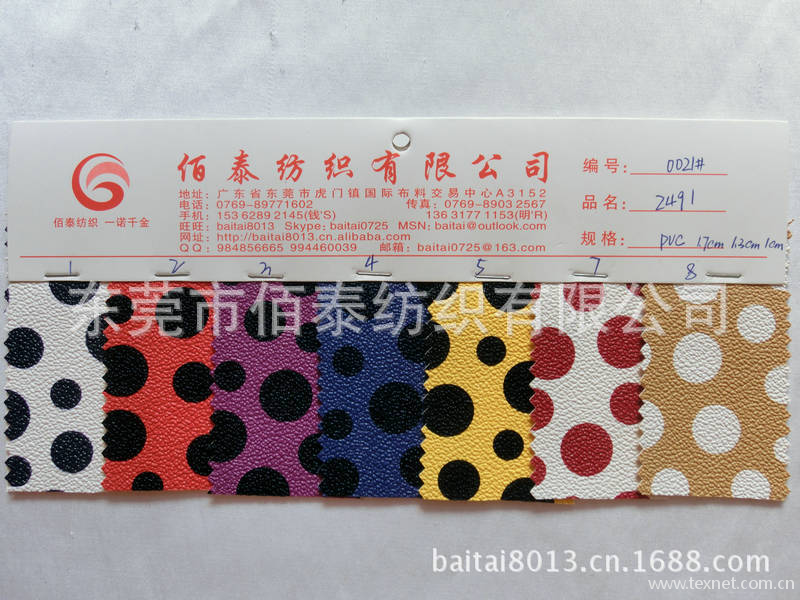 佰泰纺织有限公司
佰泰纺织 一诺千金
地址:广东省东莞市虎门镇国际布料交易中心A3152
电话:0769-89771602 传真:0769-8903 2567
手机:153 6289 2145(钱'S) 136 3177 1153(明'R)
旺旺:baitai8013 Skype:baitai0725 MSN:baitai@outlook.com
网址:http://baitai8013.cn.alibaba.com
QQ:984856665 994460039 邮箱:baitai0725@163.com
编号: 0021#
品名: 2491
规格: PVC 1.7cm 1.3cm 1cm
1 2 3 4 5 7 8
东莞市佰泰纺织有限公司
baitai8013.cn.1688.com
www.texnet.com.cn